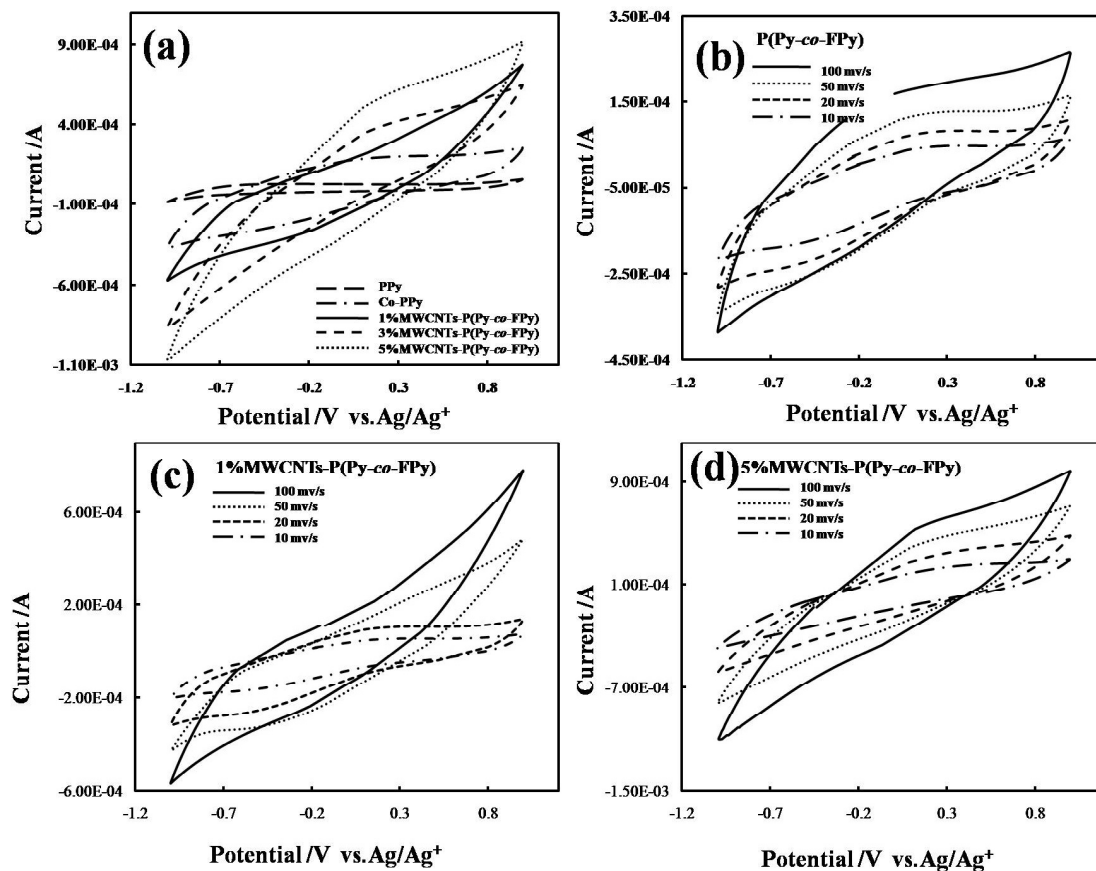 (a)
9.00E-04
4.00E-04
-1.00E-04
-6.00E-04
-1.10E-03
Current /A
PPy
Co-PPy
1%MWCNTs-P(Py-co-FPy)
3%MWCNTs-P(Py-co-FPy)
5%MWCNTs-P(Py-co-FPy)
-1.2 -0.7 -0.2 0.3 0.8
Potential /V vs.Ag/Ag+
(b)
3.50E-04
1.50E-04
-5.00E-05
-2.50E-04
-4.50E-04
Current /A
P(Py-co-FPy)
100 mv/s
50 mv/s
20 mv/s
10 mv/s
-1.2 -0.7 -0.2 0.3 0.8
Potential /V vs.Ag/Ag+
(c)
1%MWCNTs-P(Py-co-FPy)
100 mv/s
50 mv/s
20 mv/s
10 mv/s
6.00E-04
2.00E-04
-2.00E-04
-6.00E-04
Current /A
-1.2 -0.7 -0.2 0.3 0.8
Potential /V vs.Ag/Ag+
(d)
5%MWCNTs-P(Py-co-FPy)
100 mv/s
50 mv/s
20 mv/s
10 mv/s
9.00E-04
1.00E-04
-7.00E-04
-1.50E-03
Current /A
-1.2 -0.7 -0.2 0.3 0.8
Potential /V vs.Ag/Ag+